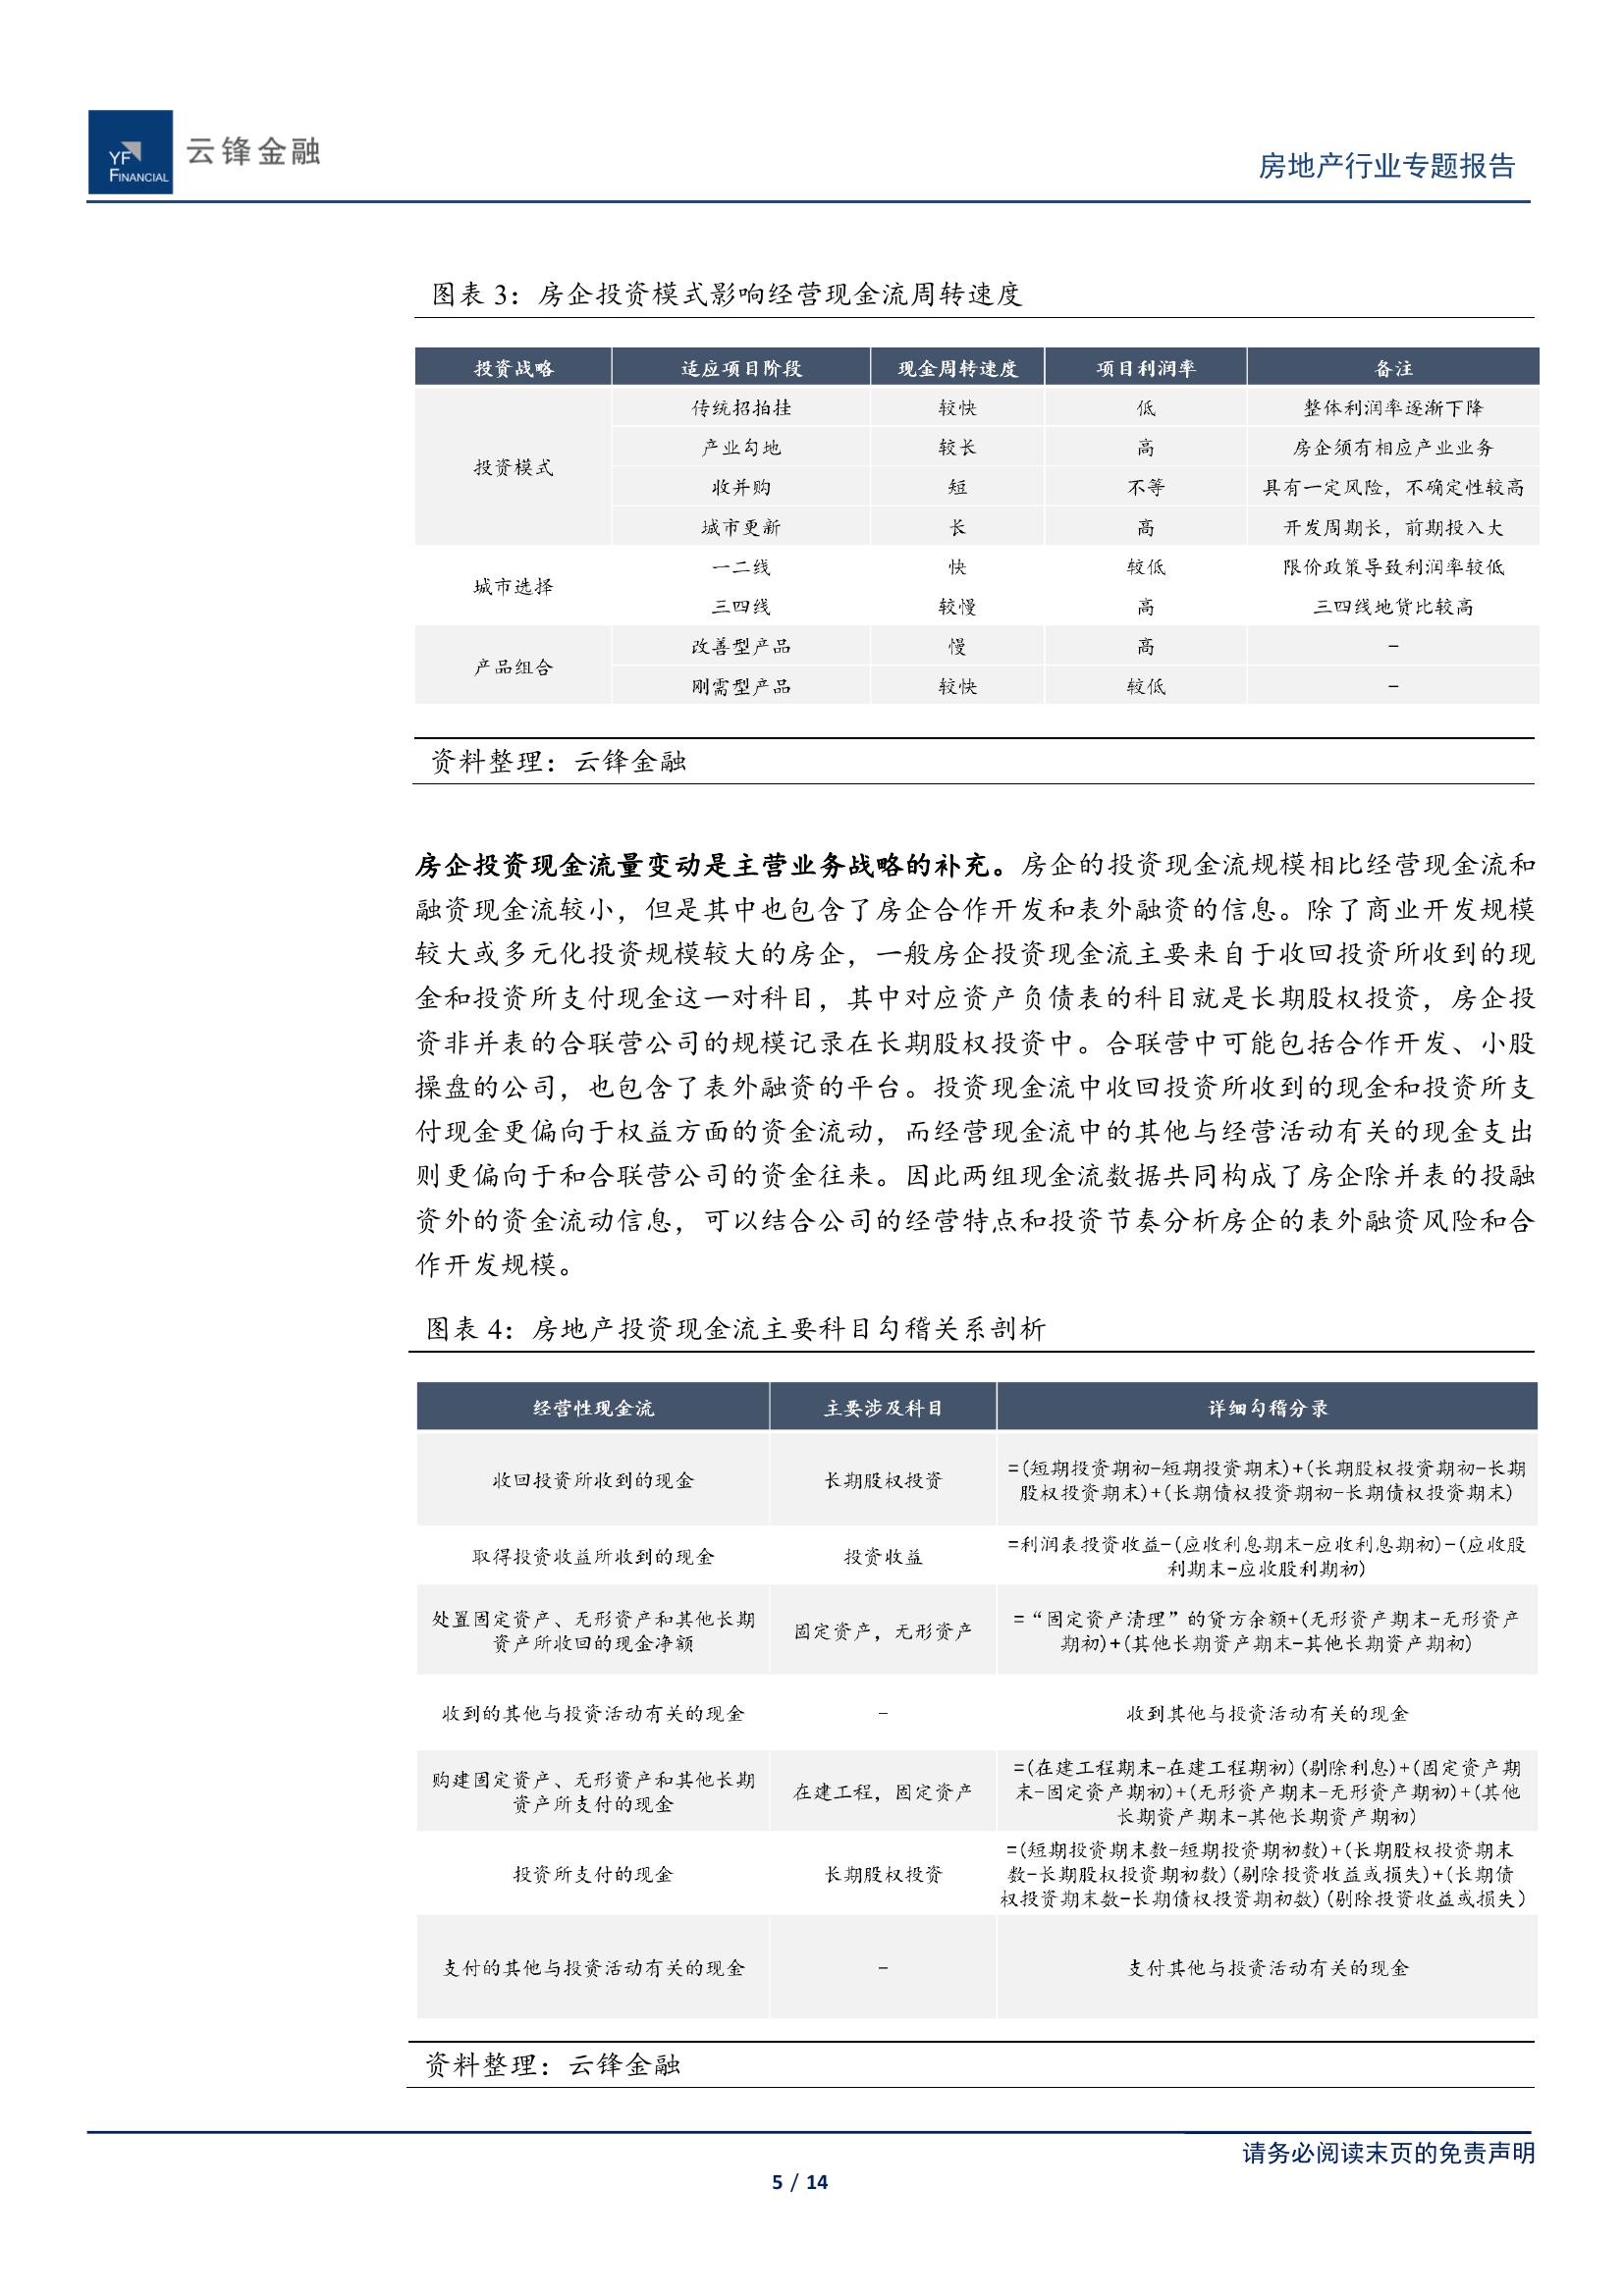 YF
FINANCIAL
云锋金融
房地产行业专题报告
图表 3：房企投资模式影响经营现金流周转速度
投资战略 适应项目阶段 现金周转速度 项目利润率 备注
投资模式
传统招拍挂 较快 低 整体利润率逐渐下降
产业勾地 较长 高 房企须有相应产业业务
收并购 短 不等 具有一定风险，不确定性较高
城市更新 长 高 开发周期长，前期投入大
城市选择
一二线 快 较低 限价政策导致利润率较低
三四线 较慢 高 三四线地货比较高
产品组合
改善型产品 慢 高 -
刚需型产品 较快 较低 -
资料整理：云锋金融
房企投资现金流量变动是主营业务战略的补充。房企的投资现金流规模相比经营现金流和
融资现金流较小，但是其中也包含了房企合作开发和表外融资的信息。除了商业开发规模
较大或多元化投资规模较大的房企，一般房企投资现金流主要来自于收回投资所收到的现
金和投资所支付现金这一对科目，其中对应资产负债表的科目就是长期股权投资，房企投
资非并表的合联营公司的规模记录在长期股权投资中。合联营中可能包括合作开发、小股
操盘的公司，也包含了表外融资的平台。投资现金流中收回投资所收到的现金和投资所支
付现金更偏向于权益方面的资金流动，而经营现金流中的其他与经营活动有关的现金支出
则更偏向于和合联营公司的资金往来。因此两组现金流数据共同构成了房企除并表的投融
资外的资金流动信息，可以结合公司的经营特点和投资节奏分析房企的表外融资风险和合
作开发规模。
图表 4：房地产投资现金流主要科目勾稽关系剖析
经营性现金流 主要涉及科目 详细勾稽分录
收回投资所收到的现金 长期股权投资
=(短期投资期初-短期投资期末)+(长期股权投资期初-长期
股权投资期末)+(长期债权投资期初-长期债权投资期末)
取得投资收益所收到的现金 投资收益
=利润表投资收益-(应收利息期末-应收利息期初)-(应收股
利期末-应收股利期初)
处置固定资产、无形资产和其他长期
资产所收回的现金净额
固定资产，无形资产
=“固定资产清理”的贷方余额+(无形资产期末-无形资产
期初)+(其他长期资产期末-其他长期资产期初)
收到的其他与投资活动有关的现金 - 收到其他与投资活动有关的现金
购建固定资产、无形资产和其他长期
资产所支付的现金
在建工程，固定资产
=(在建工程期末-在建工程期初)(剔除利息)+(固定资产期
末-固定资产期初)+(无形资产期末-无形资产期初)+(其他
长期资产期末-其他长期资产期初)
投资所支付的现金 长期股权投资
=(短期投资期末数-短期投资期初数)+(长期股权投资期末
数-长期股权投资期初数)(剔除投资收益或损失)+(长期债
权投资期末数-长期债权投资期初数)(剔除投资收益或损失)
支付的其他与投资活动有关的现金 - 支付其他与投资活动有关的现金
资料整理：云锋金融
请务必阅读末页的免责声明
5 / 14